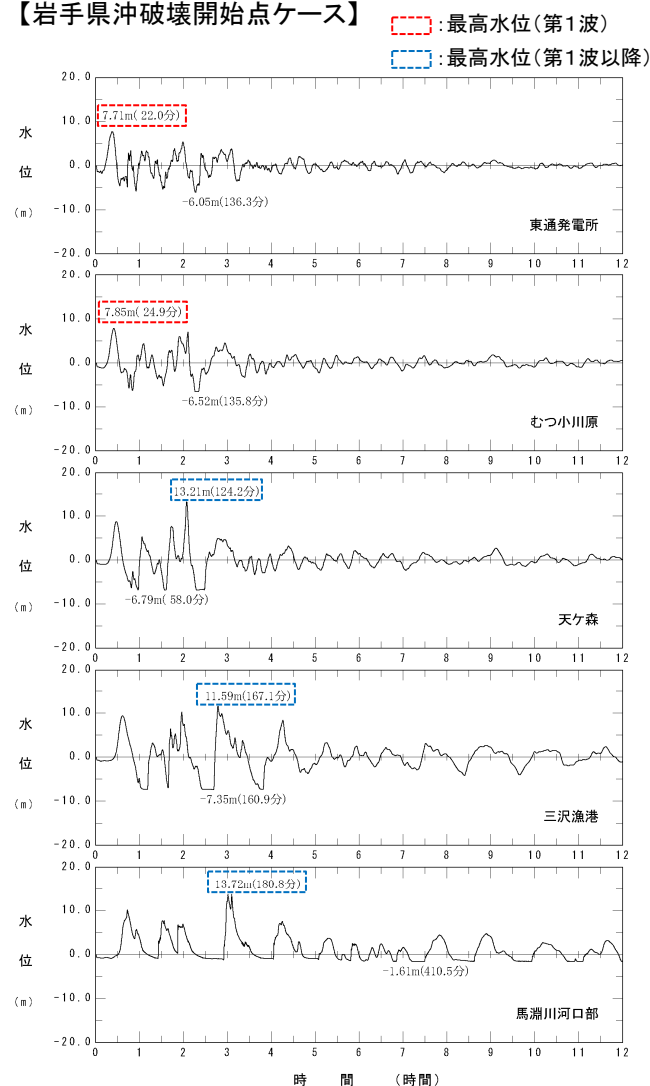 【岩手県沖破壊開始点ケース】
:最高水位(第1波)
:最高水位(第1波以降)
20.0
10.0
0.0
-10.0
-20.0
水
位
(m)
7.71m( 22.0分)
-6.05m(136.3分)
東通発電所
0 1 2 3 4 5 6 7 8 9 10 11 12
20.0
10.0
0.0
-10.0
-20.0
水
位
(m)
7.85m( 24.9分)
-6.52m(135.8分)
むつ小川原
0 1 2 3 4 5 6 7 8 9 10 11 12
20.0
10.0
0.0
-10.0
-20.0
水
位
(m)
13.21m(124.2分)
-6.79m( 58.0分)
天ケ森
0 1 2 3 4 5 6 7 8 9 10 11 12
20.0
10.0
0.0
-10.0
-20.0
水
位
(m)
11.59m(167.1分)
-7.35m(160.9分)
三沢漁港
0 1 2 3 4 5 6 7 8 9 10 11 12
20.0
10.0
0.0
-10.0
-20.0
水
位
(m)
13.72m(180.8分)
-1.61m(410.5分)
馬淵川河口部
0 1 2 3 4 5 6 7 8 9 10 11 12
時 間 (時間)